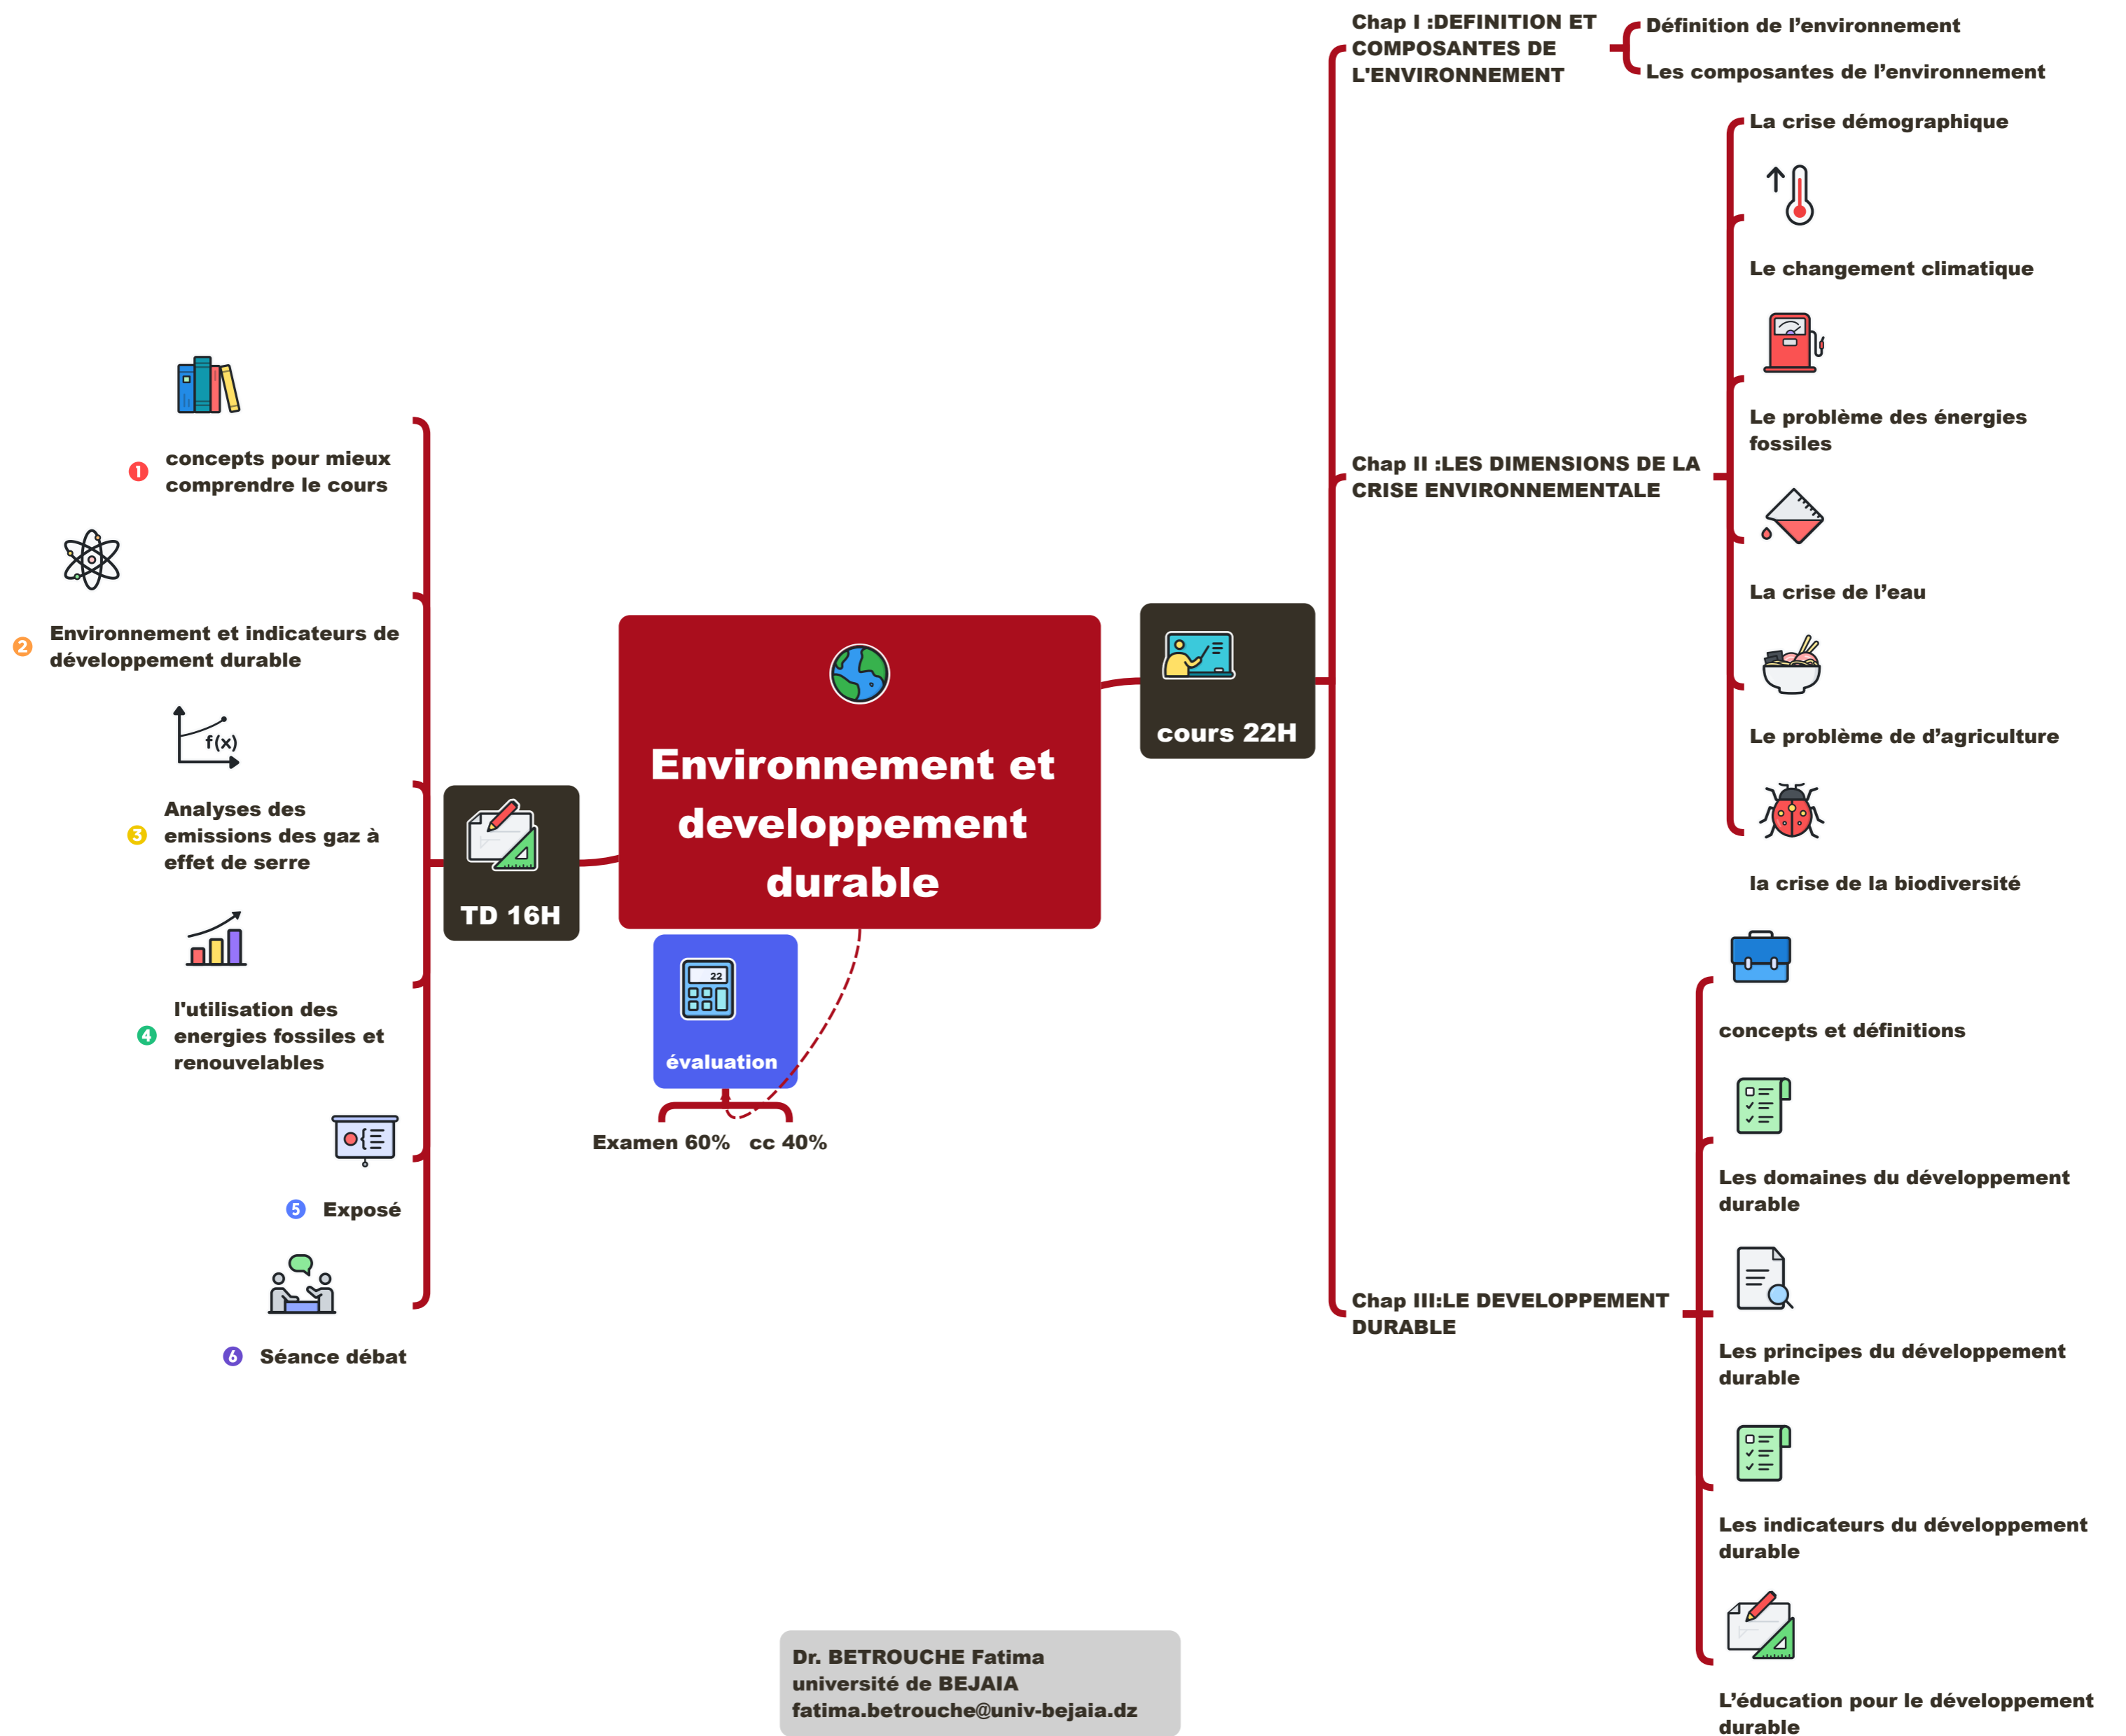 Environnement et
developpement
durable
cours 22H
Chap I :DEFINITION ET
COMPOSANTES DE
L'ENVIRONNEMENT
Définition de l’environnement
Les composantes de l’environnement
Chap II :LES DIMENSIONS DE LA
CRISE ENVIRONNEMENTALE
La crise démographique
Le changement climatique
Le problème des énergies
fossiles
La crise de l’eau
Le problème de d’agriculture
la crise de la biodiversité
Chap III:LE DEVELOPPEMENT
DURABLE
concepts et définitions
Les domaines du développement
durable
Les principes du développement
durable
Les indicateurs du développement
durable
L’éducation pour le développement
durable
TD 16H
1 concepts pour mieux
comprendre le cours
2 Environnement et indicateurs de
développement durable
f(x)
3 Analyses des
emissions des gaz à
effet de serre
4 l'utilisation des
energies fossiles et
renouvelables
5 Exposé
6 Séance débat
22
évaluation
Examen 60%
cc 40%
Dr. BETROUCHE Fatima
université de BEJAIA
fatima.betrouche@univ-bejaia.dz